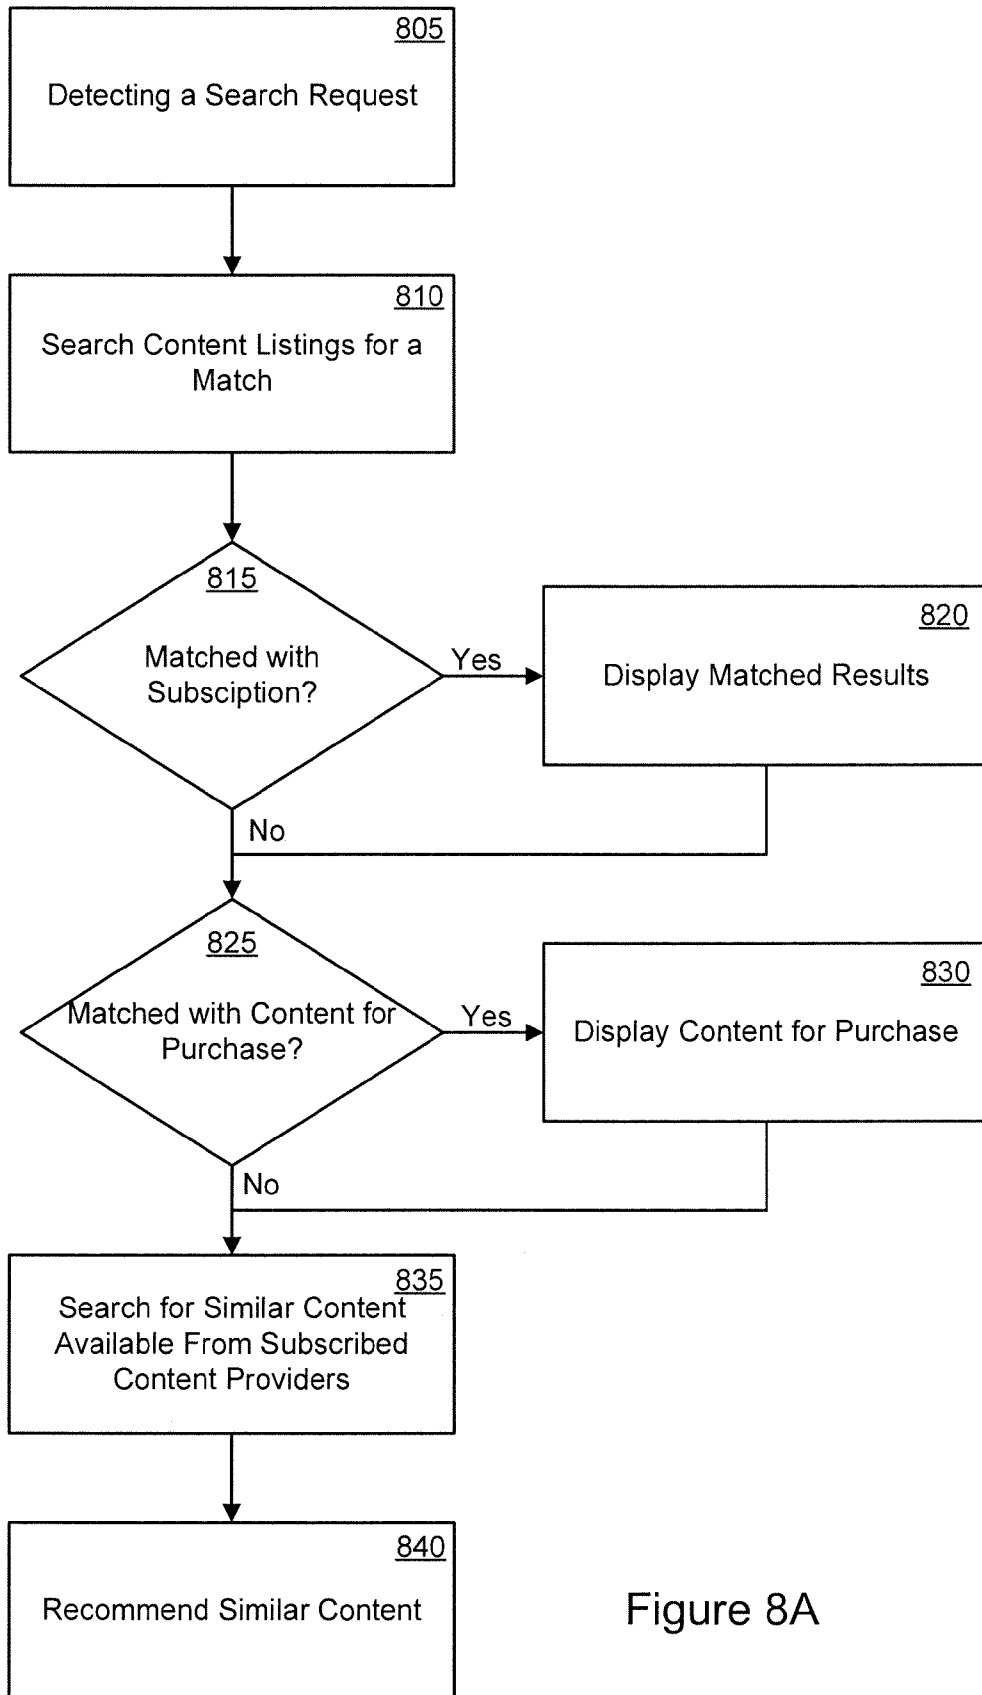 805
Detecting a Search Request
810
Search Content Listings for a
Match
815
Matched with
Subsciption?
Yes
820
Display Matched Results
No
825
Matched with Content for
Purchase?
Yes
830
Display Content for Purchase
No
835
Search for Similar Content
Available From Subscribed
Content Providers
840
Recommend Similar Content
Figure 8A